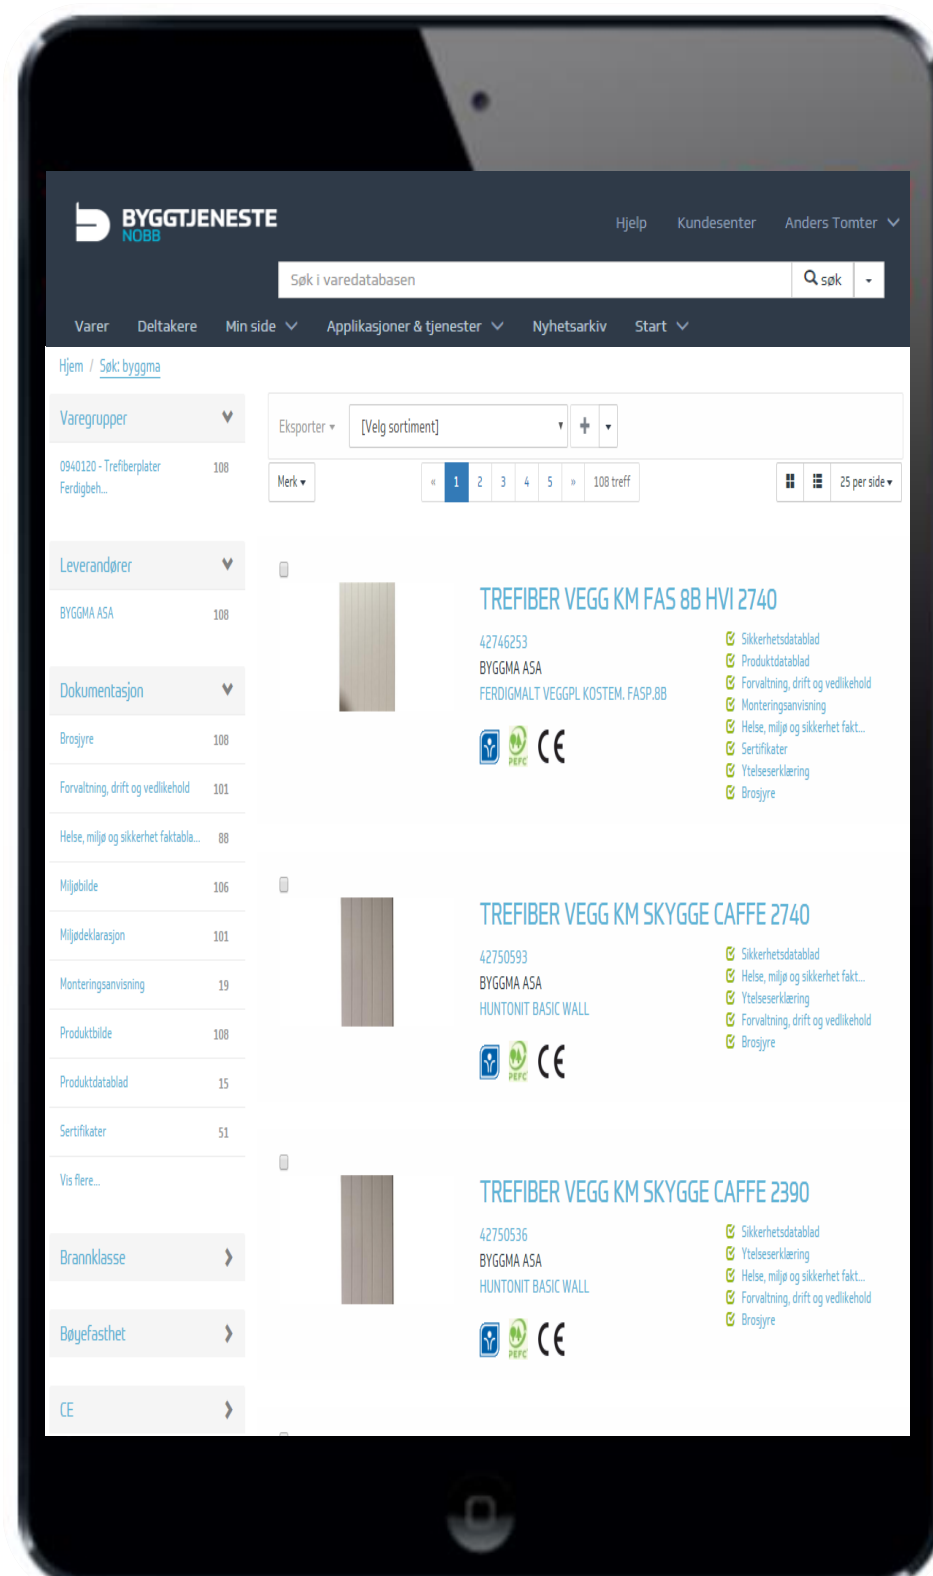 BYGGTJENESTE
NOBB
Hjelp Kundesenter Anders Tomter
Søk i varedatabasen
søk
Varer Deltakere Min side Applikasjoner & tjenester Nyhetsarkiv Start
Hjem / Søk: byggma
Varegrupper
0940120 - Trefiberplater 108
Ferdigbeh...
Leverandører
BYGGMA ASA 108
Dokumentasjon
Brosjyre 108
Forvaltning, drift og vedlikehold 101
Helse, miljø og sikkerhet faktabla... 88
Miljøbilde 106
Miljødeklarasjon 101
Monteringsanvisning 19
Produktbilde 108
Produktdatablad 15
Sertifikater 51
Vis flere...
Brannklasse
Bøyefasthet
CE
Eksporter [Velg sortiment]
Merk « 1 2 3 4 5 » 108 treff 25 per side
TREFIBER VEGG KM FAS 8B HVI 2740
42746253
BYGGMA ASA
FERDIGMALT VEGGPL KOSTEM. FASP.8B
PEFC CE
Sikkerhetsdatablad
Produktdatablad
Forvaltning, drift og vedlikehold
Monteringsanvisning
Helse, miljø og sikkerhet fakt...
Sertifikater
Ytelseserklæring
Brosjyre
TREFIBER VEGG KM SKYGGE CAFFE 2740
42750593
BYGGMA ASA
HUNTONIT BASIC WALL
PEFC CE
Sikkerhetsdatablad
Helse, miljø og sikkerhet fakt...
Ytelseserklæring
Forvaltning, drift og vedlikehold
Brosjyre
TREFIBER VEGG KM SKYGGE CAFFE 2390
42750536
BYGGMA ASA
HUNTONIT BASIC WALL
PEFC CE
Sikkerhetsdatablad
Ytelseserklæring
Helse, miljø og sikkerhet fakt...
Forvaltning, drift og vedlikehold
Brosjyre